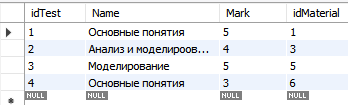 idTest Name Mark idMaterial
1 Основные понятия 5 1
2 Анализ и моделиров... 4 3
3 Моделирование 5 5
4 Основные понятия 3 6
NULL NULL NULL NULL